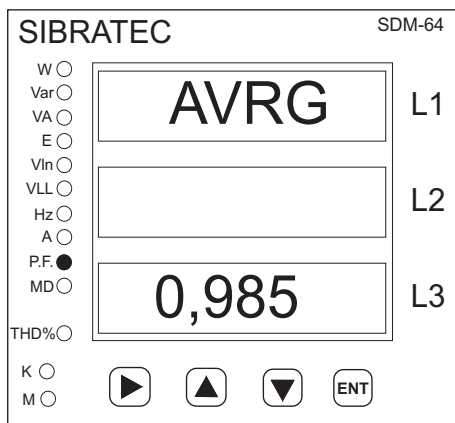 SIBRATEC
SDM-64
W
Var
VA
E
Vln
VLL
Hz
A
P.F.
MD
THD%
K
M
AVRG
L1
L2
0,985
L3
ENT